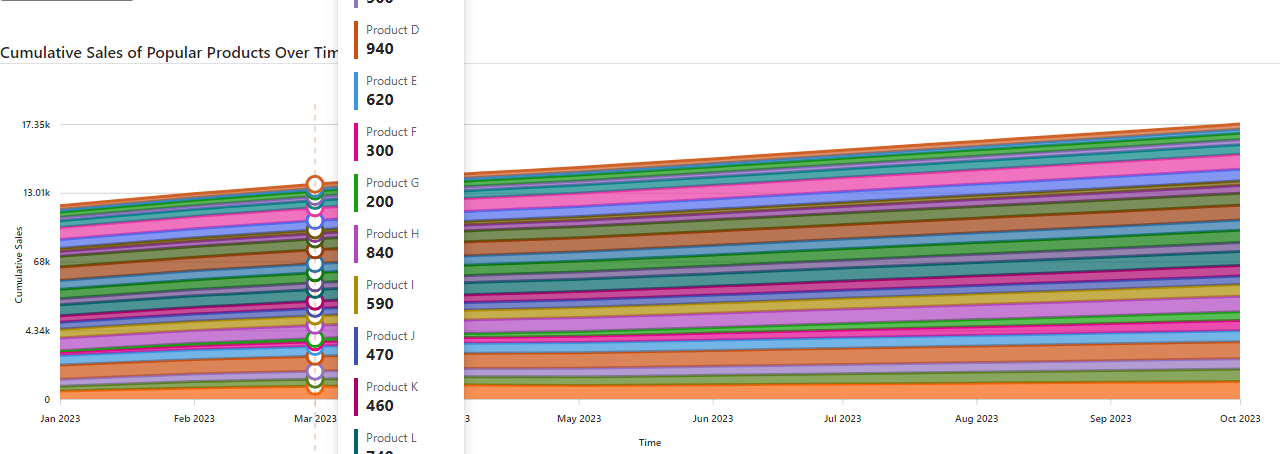 Product D
940
Cumulative Sales of Popular Products Over Tim
Product E
620
Product F
300
17.35k
Product G
200
13.01k
Product H
840
68k
Product I
590
4.34k
Product J
470
Product K
460
0
Jan 2023
Feb 2023
Mar 2023
3
May 2023
Jun 2023
Jul 2023
Aug 2023
Sep 2023
Oct 2023
Cumulative Sales
Time
Product L